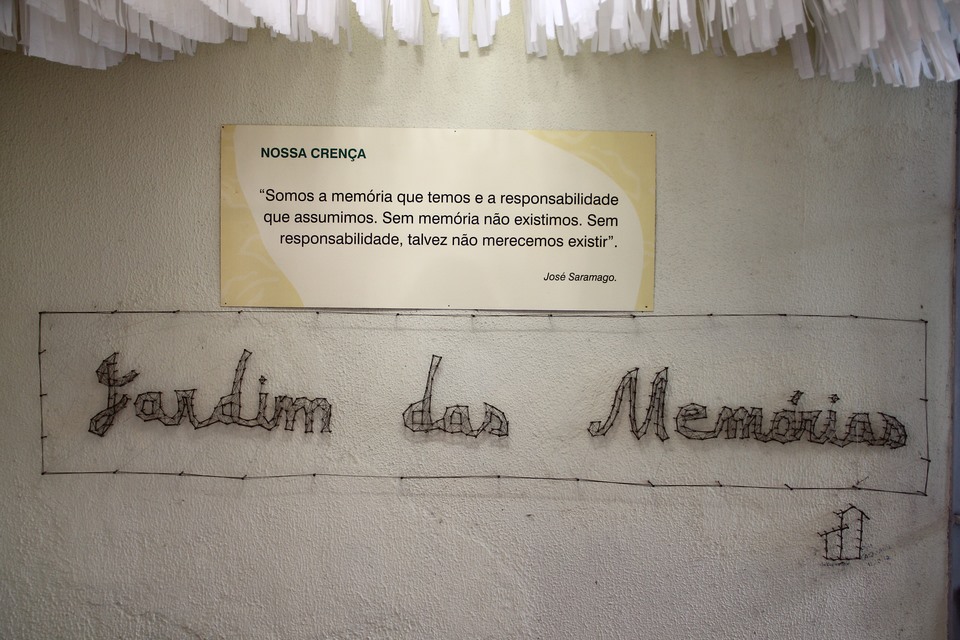 NOSSA CRENÇA
“Somos a memória que temos e a responsabilidade
que assumimos. Sem memória não existimos. Sem
responsabilidade, talvez não merecemos existir”.
José Saramago.
Jardim das Memórias